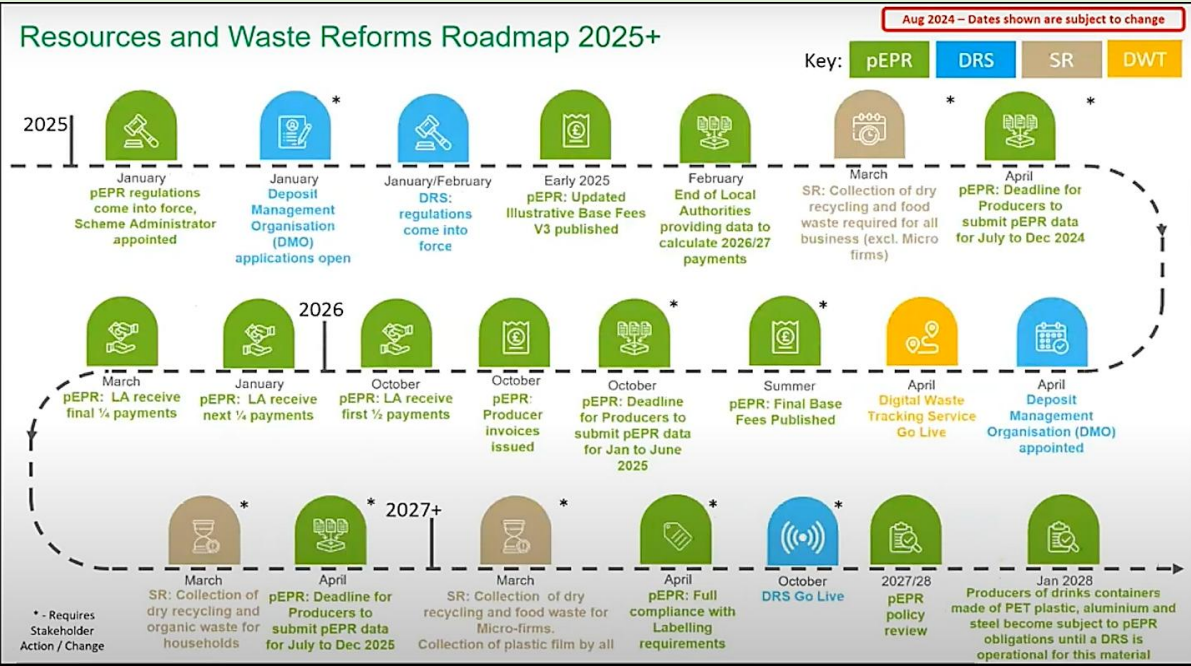 Aug 2024 – Dates shown are subject to change
Resources and Waste Reforms Roadmap 2025+
Key: pEPR DRS SR DWT
2025
*
*
*
January
pEPR regulations
come into force,
Scheme Administrator
appointed
January
Deposit
Management
Organisation
(DMO)
applications open
January/February
DRS:
regulations
come into
force
Early 2025
pEPR: Updated
Illustrative Base Fees
V3 published
February
End of Local
Authorities
providing data to
calculate 2026/27
payments
March
SR: Collection of dry
recycling and food
waste required for all
business (excl. Micro
firms)
April
pEPR: Deadline for
Producers to
submit pEPR data
for July to Dec 2024
April
Deposit
Management
Organisation (DMO)
appointed
April
Digital Waste
Tracking Service
Go Live
*
Summer
pEPR: Final Base
Fees Published
*
October
pEPR: Deadline
for Producers to
submit pEPR data
for Jan to June
2025
October
pEPR:
Producer
invoices
issued
October
pEPR: LA receive
first ½ payments
2026
January
pEPR: LA receive
next ¼ payments
March
pEPR: LA receive
final ¼ payments
*
March
SR: Collection of
dry recycling and
organic waste for
households
*
April
pEPR: Deadline for
Producers to
submit pEPR data
for July to Dec 2025
2027+
*
March
SR: Collection of dry
recycling and food waste for
Micro-firms.
Collection of plastic film by all
*
April
pEPR: Full
compliance with
Labelling
requirements
*
October
DRS Go Live
2027/28
pEPR
policy
review
Jan 2028
Producers of drinks containers
made of PET plastic, aluminium and
steel become subject to pEPR
obligations until a DRS is
operational for this material
* - Requires
Stakeholder
Action / Change